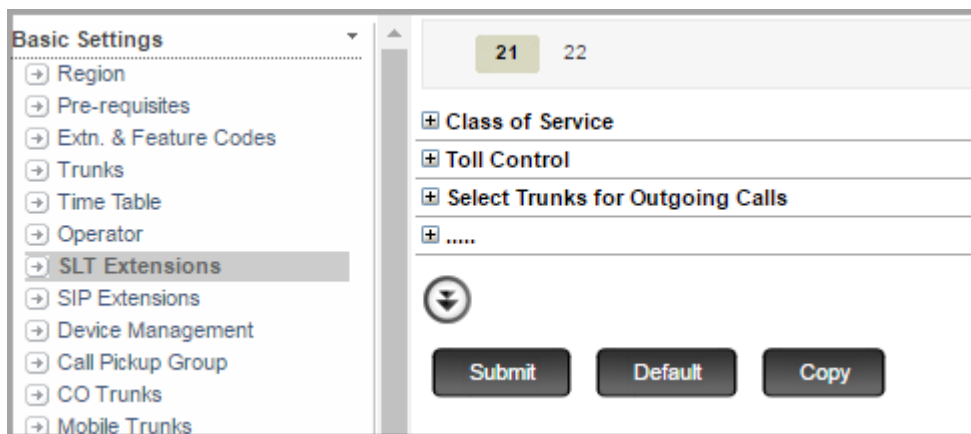 Basic Settings
Region
Pre-requisites
Extn. & Feature Codes
Trunks
Time Table
Operator
SLT Extensions
SIP Extensions
Device Management
Call Pickup Group
CO Trunks
Mobile Trunks
21 22
Class of Service
Toll Control
Select Trunks for Outgoing Calls
.....
Submit Default Copy